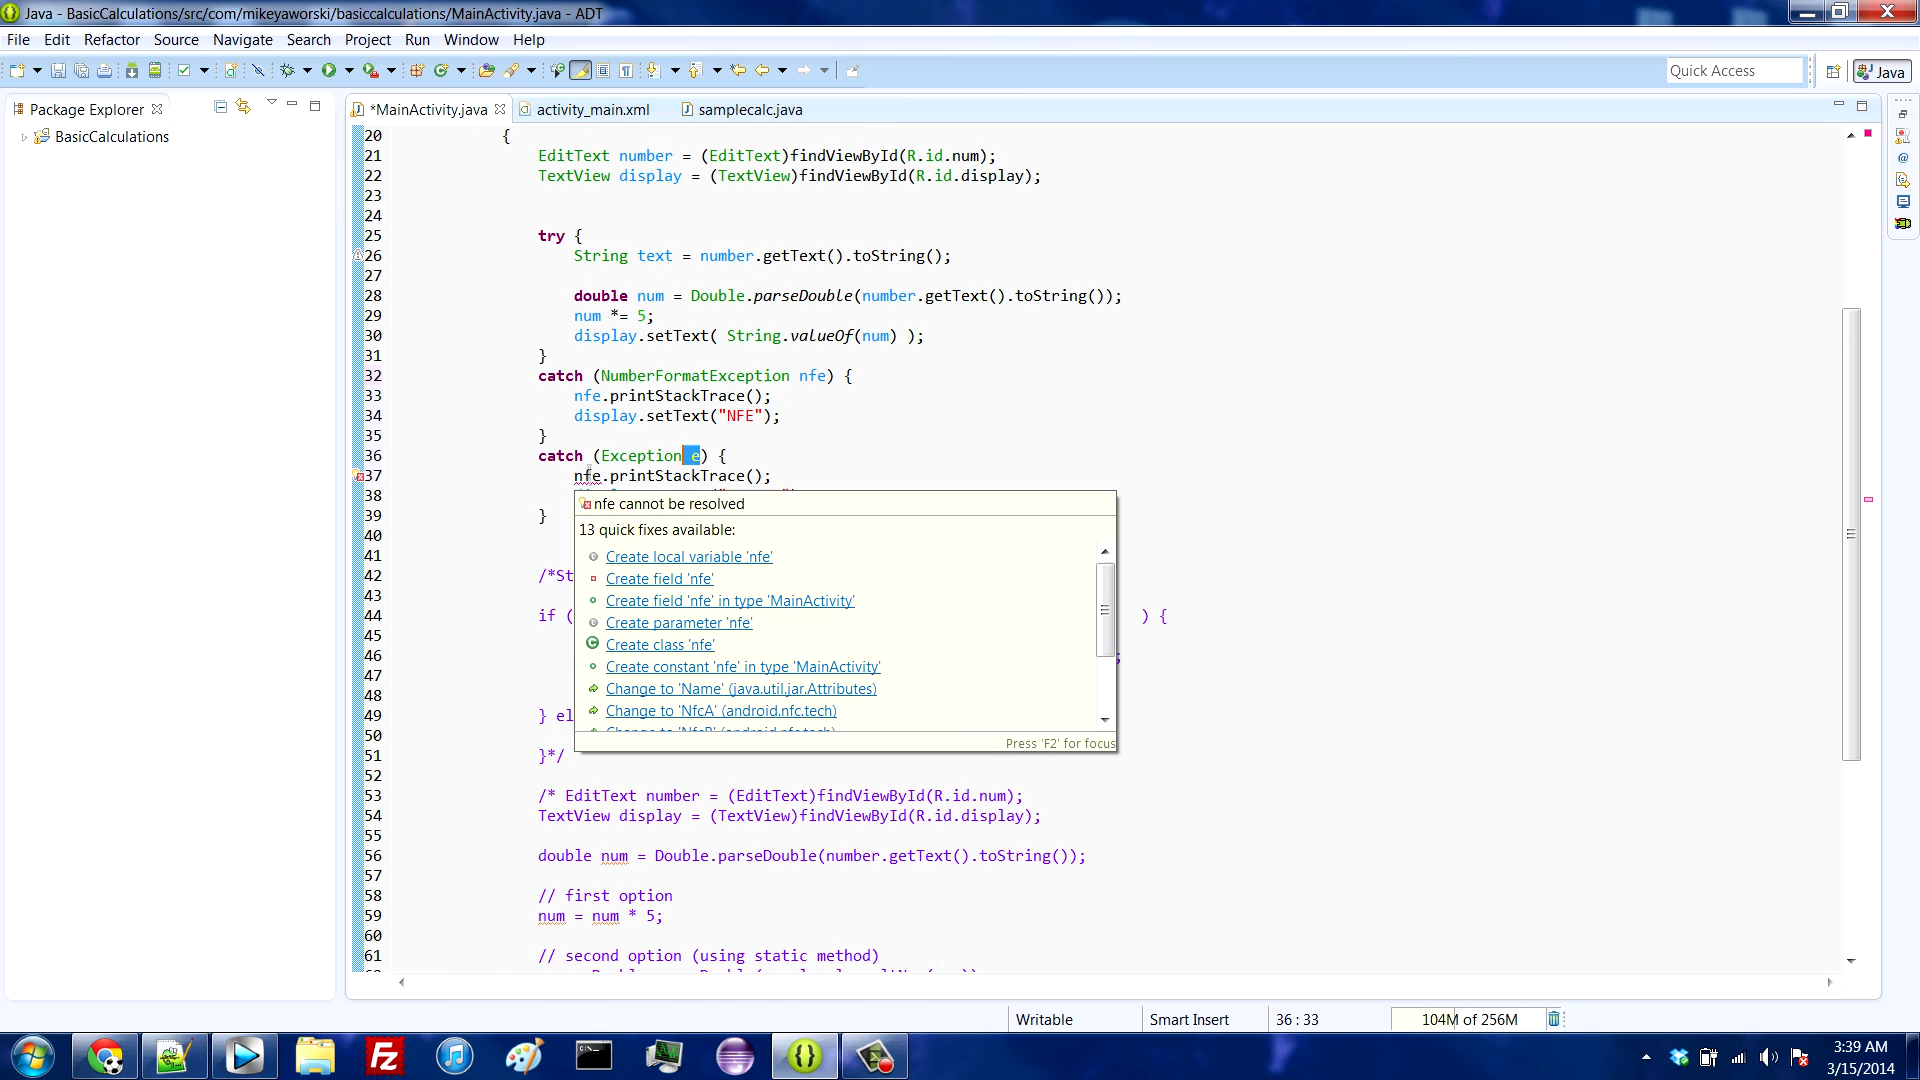 Java - BasicCalculations/src/com/mikeyaworski/basiccalculations/MainActivity.java - ADT
File Edit Refactor Source Navigate Search Project Run Window Help
Quick Access
Java
Package Explorer
BasicCalculations
*MainActivity.java
activity_main.xml
samplecalc.java
20 {
21 EditText number = (EditText)findViewById(R.id.num);
22 TextView display = (TextView)findViewById(R.id.display);
23
24
25 try {
26 String text = number.getText().toString();
27
28 double num = Double.parseDouble(number.getText().toString());
29 num *= 5;
30 display.setText( String.valueOf(num) );
31 }
32 catch (NumberFormatException nfe) {
33 nfe.printStackTrace();
34 display.setText("NFE");
35 }
36 catch (Exception e) {
37 nfe.printStackTrace();
38
39 }
40
41
42 /*St
43
44 if ( ) {
45
46 ;
47
48
49 } el
50
51 }*/
52
53 /* EditText number = (EditText)findViewById(R.id.num);
54 TextView display = (TextView)findViewById(R.id.display);
55
56 double num = Double.parseDouble(number.getText().toString());
57
58 // first option
59 num = num * 5;
60
61 // second option (using static method)
nfe cannot be resolved
13 quick fixes available:
Create local variable 'nfe'
Create field 'nfe'
Create field 'nfe' in type 'MainActivity'
Create parameter 'nfe'
Create class 'nfe'
Create constant 'nfe' in type 'MainActivity'
Change to 'Name' (java.util.jar.Attributes)
Change to 'NfcA' (android.nfc.tech)
Change to 'NfcB' (android.nfc.tech)
Press 'F2' for focus
Writable
Smart Insert
36 : 33
104M of 256M
3:39 AM
3/15/2014